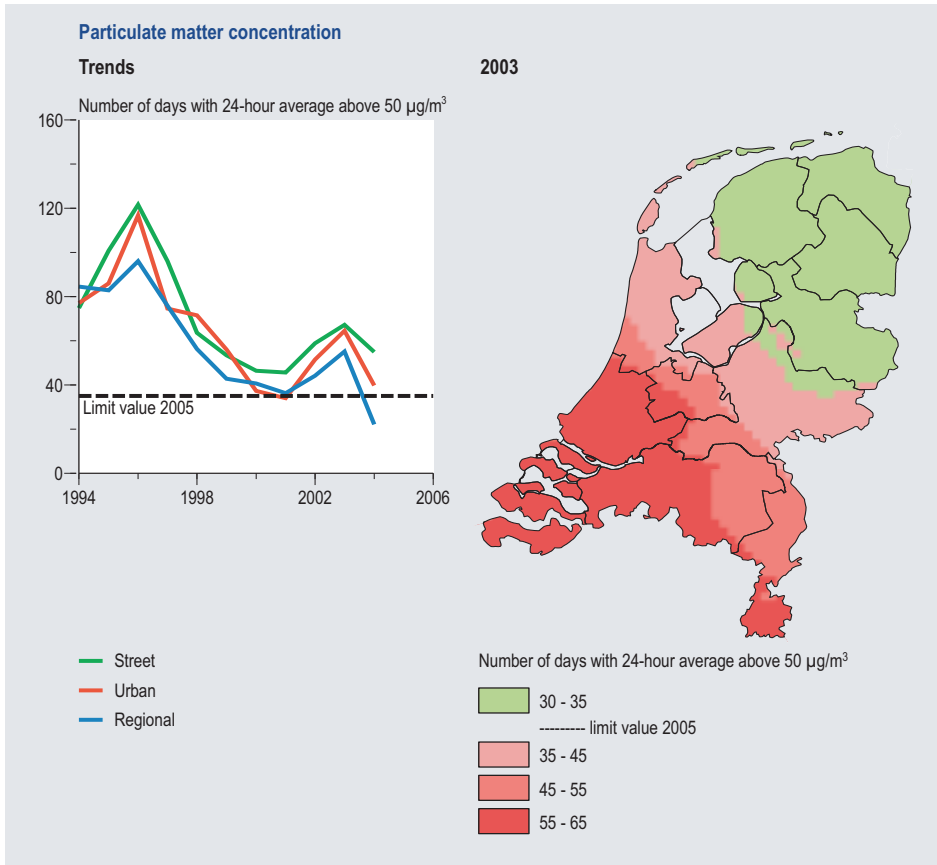 Particulate matter concentration
Trends
Number of days with 24-hour average above 50 µg/m³
160
120
80
40
0
Limit value 2005
1994
1998
2002
2006
Street
Urban
Regional
2003
Number of days with 24-hour average above 50 µg/m³
30 - 35
--------- limit value 2005
35 - 45
45 - 55
55 - 65